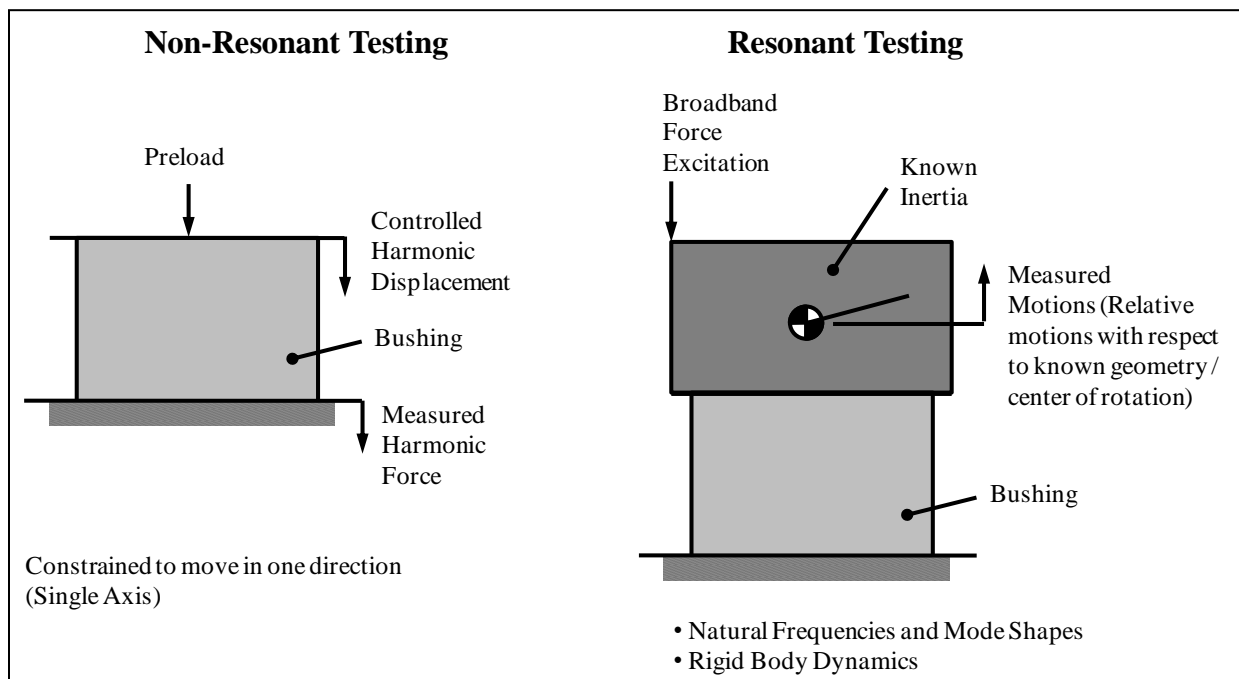 Non-Resonant Testing
Preload
Controlled
Harmonic
Displacement
Bushing
Measured
Harmonic
Force
Constrained to move in one direction
(Single Axis)
Resonant Testing
Broadband
Force
Excitation
Known
Inertia
Measured
Motions (Relative
motions with respect
to known geometry /
center of rotation)
Bushing
• Natural Frequencies and Mode Shapes
• Rigid Body Dynamics